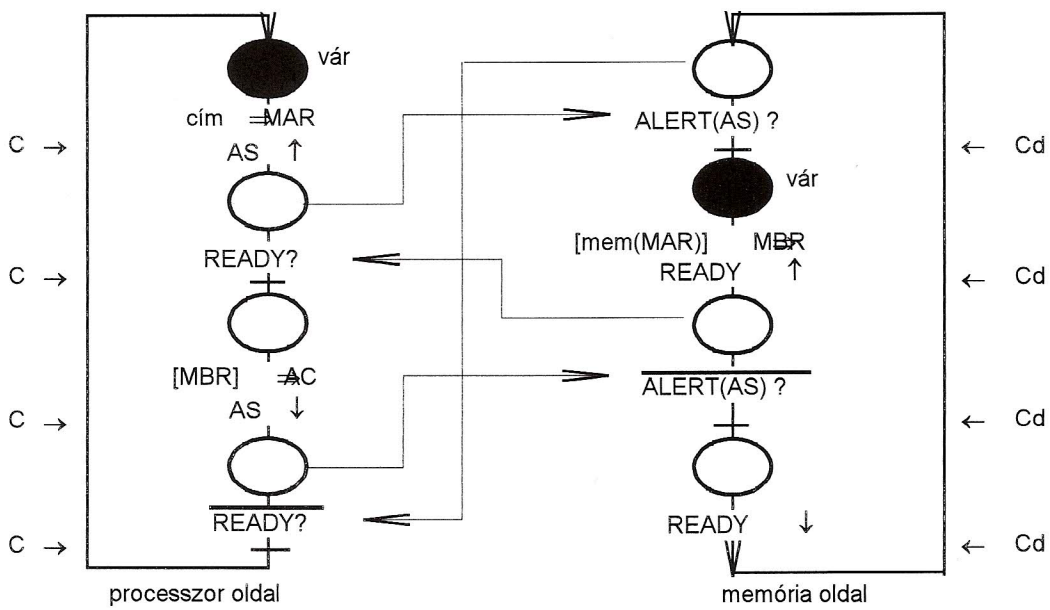 vár
cím ⇒ MAR
C →
AS ↑
READY?
C →
[MBR] ⇒ AC
AS ↓
C →
READY?
C →
processzor oldal
ALERT(AS) ?
← Cd
vár
[mem(MAR)] ⇒ MBR
READY ↑
← Cd
ALERT(AS) ?
← Cd
READY ↓
← Cd
memória oldal